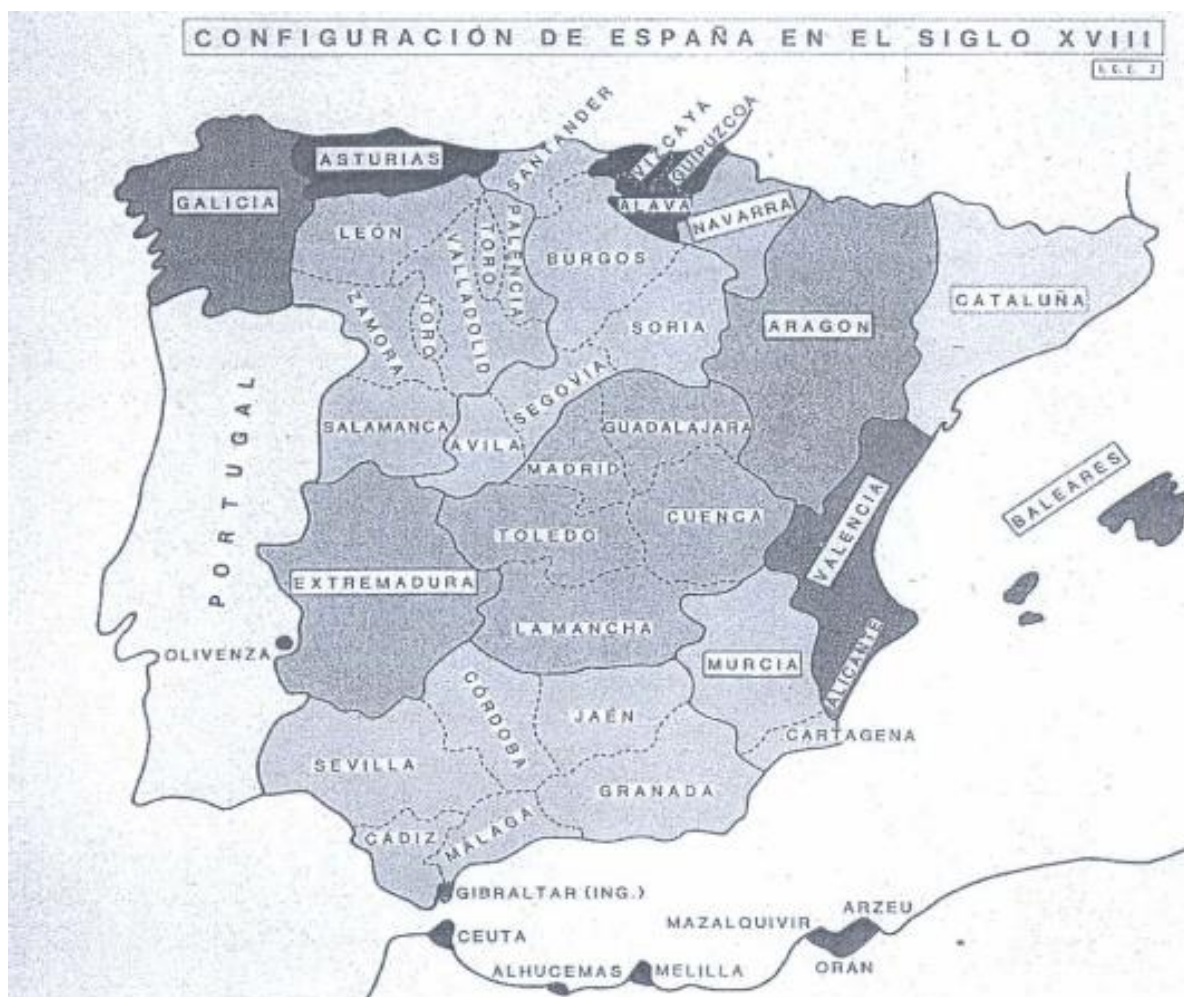 CONFIGURACIÓN DE ESPAÑA EN EL SIGLO XVIII
SANTANDER
VIZCAYA
GUIPUZCOA
ASTURIAS
GALICIA
ALAVA
NAVARRA
LEÓN
VALLADOLID
TORO
PALENCIA
BURGOS
CATALUÑA
ZAMORA
TORO
SORIA
ARAGON
SEGOVIA
SALAMANCA
AVILA
GUADALAJARA
MADRID
PORTUGAL
CUENCA
TOLEDO
VALENCIA
BALEARES
EXTREMADURA
LA MANCHA
OLIVENZA
MURCIA
ALICANTE
CÓRDOBA
JAÉN
CARTAGENA
SEVILLA
GRANADA
CÁDIZ
MÁLAGA
GIBRALTAR (ING.)
CEUTA
MAZALQUIVIR
ARZEU
ORAN
ALHUCEMAS
MELILLA